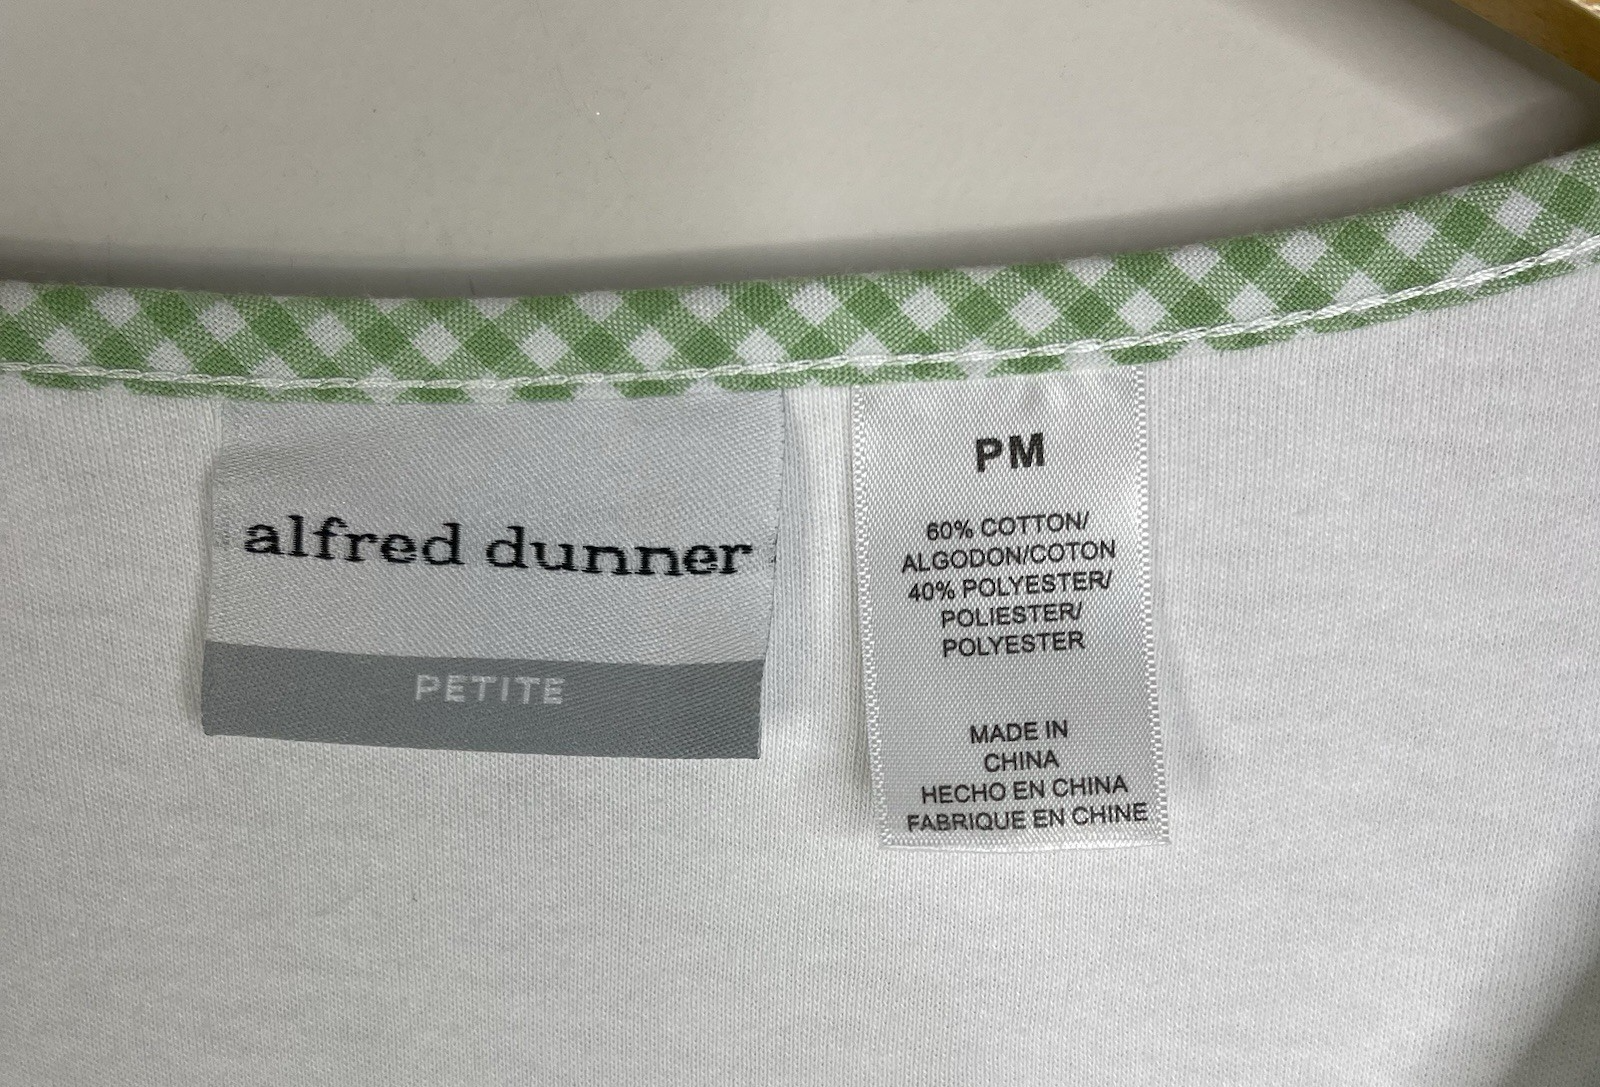 alfred dunner
PETITE
PM
60% COTTON/
ALGODON/COTON
40% POLYESTER/
POLIESTER/
POLYESTER
MADE IN
CHINA
HECHO EN CHINA
FABRIQUE EN CHINE